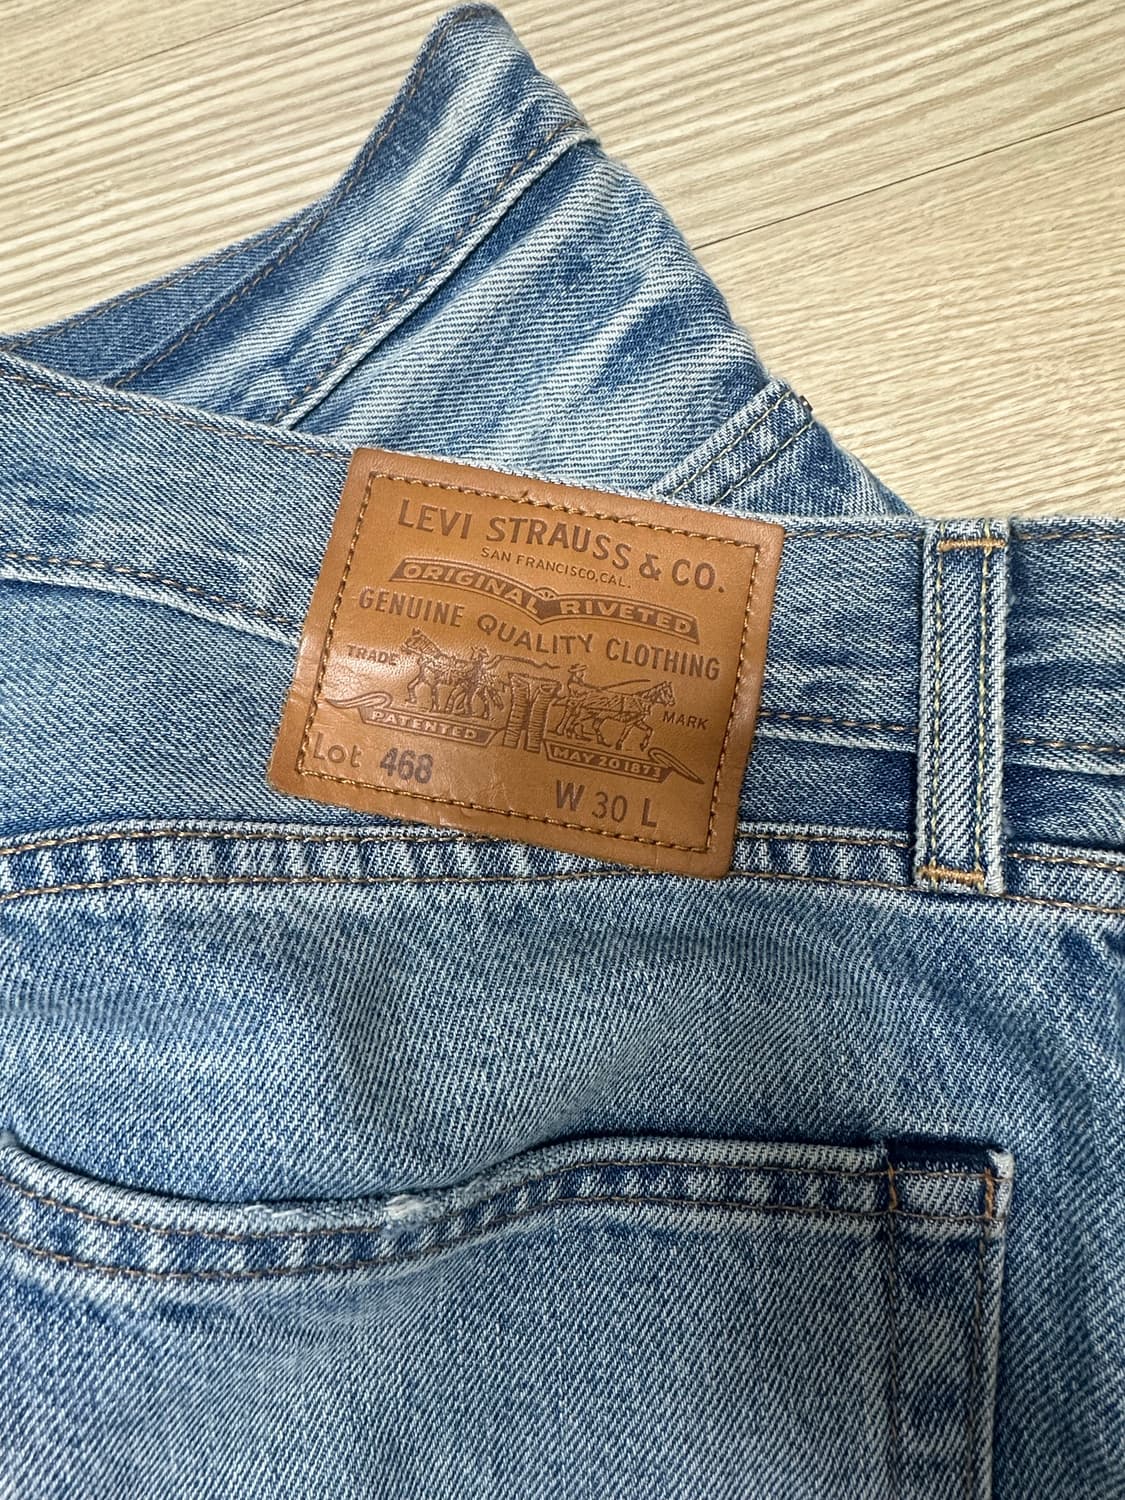 LEVI STRAUSS & CO.
SAN FRANCISCO, CAL.
ORIGINAL RIVETED
GENUINE QUALITY CLOTHING
TRADE MARK
PATENTED MAY 20 1873
Lot 468
W 30 L